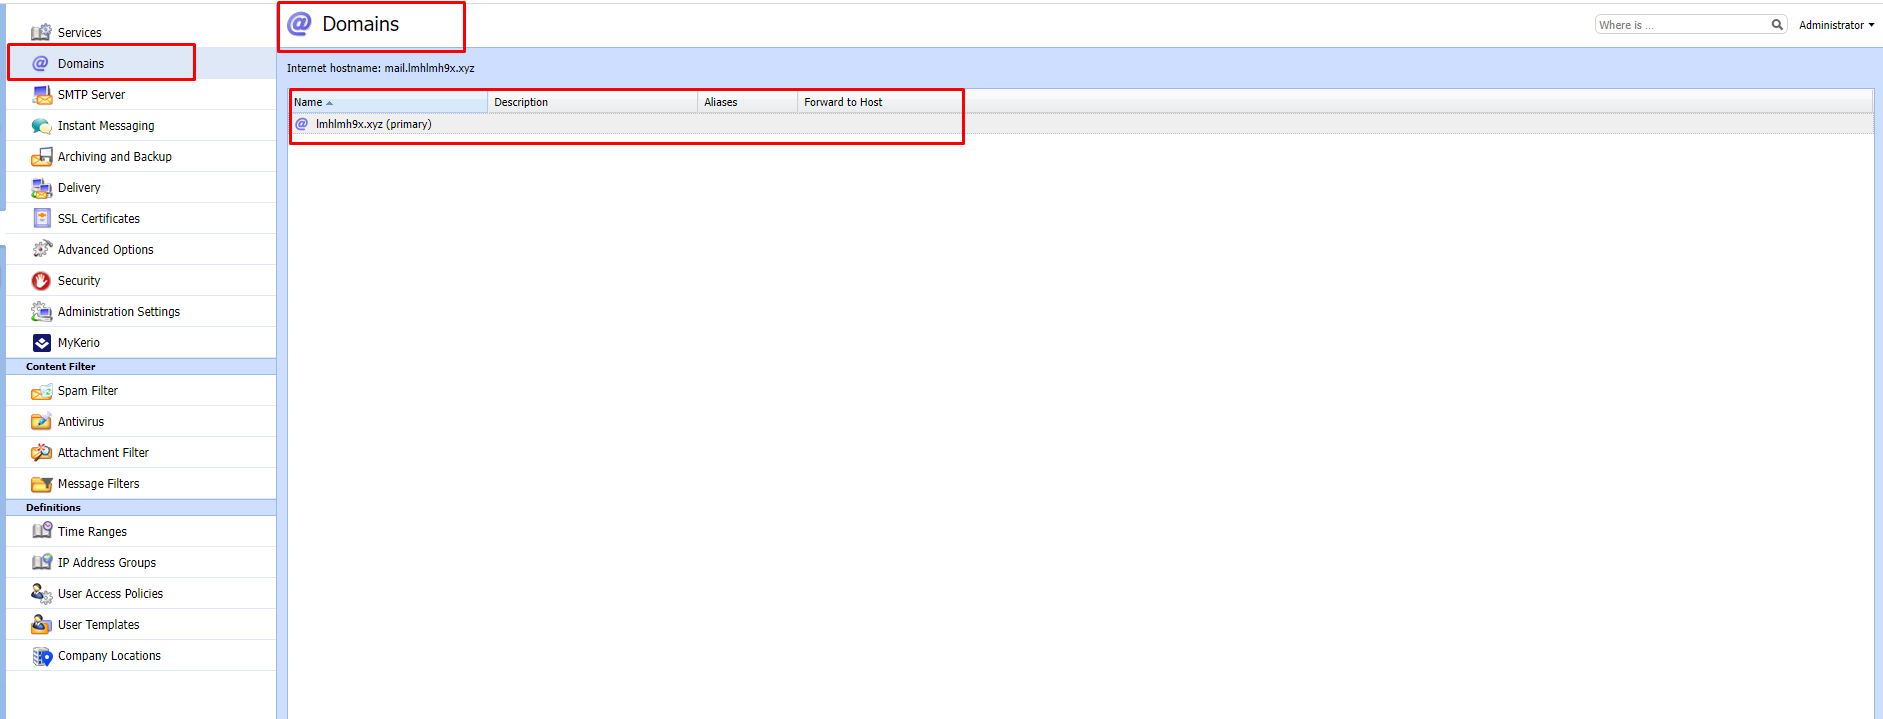 Services
Domains
SMTP Server
Instant Messaging
Archiving and Backup
Delivery
SSL Certificates
Advanced Options
Security
Administration Settings
MyKerio
Content Filter
Spam Filter
Antivirus
Attachment Filter
Message Filters
Definitions
Time Ranges
IP Address Groups
User Access Policies
User Templates
Company Locations
Domains
Where is ...
Administrator
Internet hostname: mail.lmhlmh9x.xyz
Name Description Aliases Forward to Host
lmhlmh9x.xyz (primary)